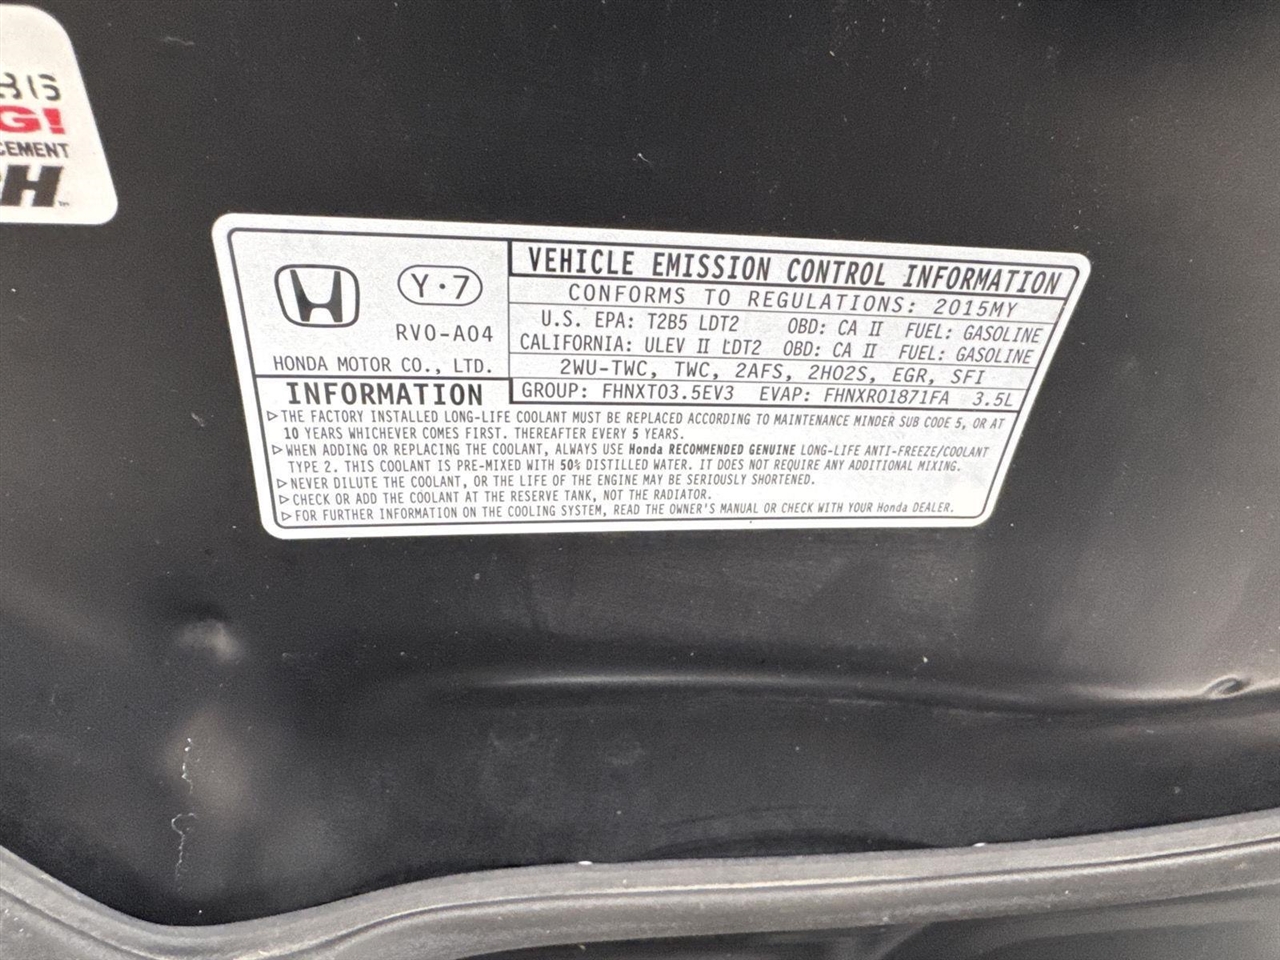 36
G!
CEMENT
H
Y·7
RV0-A04
HONDA MOTOR CO., LTD.
VEHICLE EMISSION CONTROL INFORMATION
CONFORMS TO REGULATIONS: 2015MY
U.S. EPA: T2B5 LDT2 OBD: CA II FUEL: GASOLINE
CALIFORNIA: ULEV II LDT2 OBD: CA II FUEL: GASOLINE
2WU-TWC, TWC, 2AFS, 2HO2S, EGR, SFI
GROUP: FHNXT03.5EV3 EVAP: FHNXR01871FA 3.5L
INFORMATION
▷THE FACTORY INSTALLED LONG-LIFE COOLANT MUST BE REPLACED ACCORDING TO MAINTENANCE MINDER SUB CODE 5, OR AT
10 YEARS WHICHEVER COMES FIRST. THEREAFTER EVERY 5 YEARS.
▷WHEN ADDING OR REPLACING THE COOLANT, ALWAYS USE Honda RECOMMENDED GENUINE LONG-LIFE ANTI-FREEZE/COOLANT
TYPE 2. THIS COOLANT IS PRE-MIXED WITH 50% DISTILLED WATER. IT DOES NOT REQUIRE ANY ADDITIONAL MIXING.
▷NEVER DILUTE THE COOLANT, OR THE LIFE OF THE ENGINE MAY BE SERIOUSLY SHORTENED.
▷CHECK OR ADD THE COOLANT AT THE RESERVE TANK, NOT THE RADIATOR.
▷FOR FURTHER INFORMATION ON THE COOLING SYSTEM, READ THE OWNER'S MANUAL OR CHECK WITH YOUR Honda DEALER.